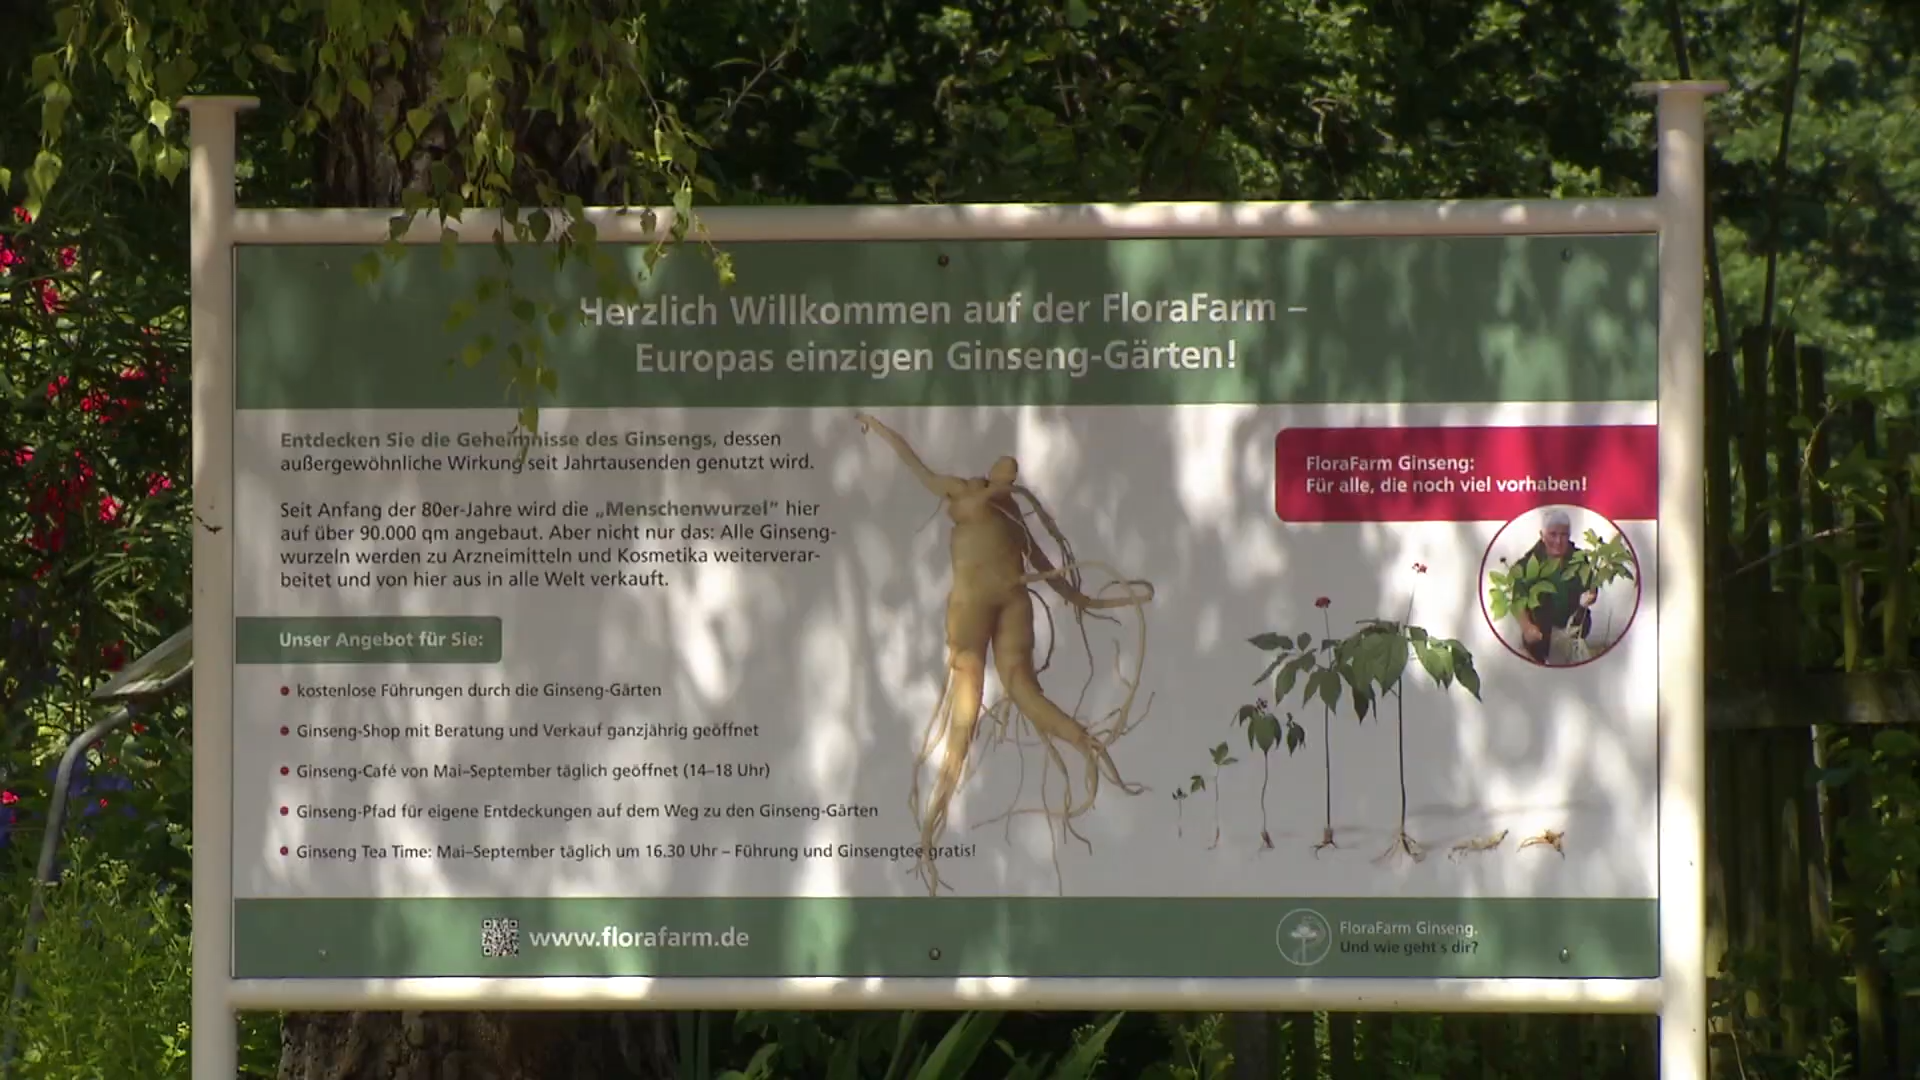 Herzlich Willkommen auf der FloraFarm –
Europas einzigen Ginseng-Gärten!
Entdecken Sie die Geheimnisse des Ginsengs, dessen
außergewöhnliche Wirkung seit Jahrtausenden genutzt wird.
Seit Anfang der 80er-Jahre wird die „Menschenwurzel“ hier
auf über 90.000 qm angebaut. Aber nicht nur das: Alle Ginseng-
wurzeln werden zu Arzneimitteln und Kosmetika weiterverar-
beitet und von hier aus in alle Welt verkauft.
Unser Angebot für Sie:
• kostenlose Führungen durch die Ginseng-Gärten
• Ginseng-Shop mit Beratung und Verkauf ganzjährig geöffnet
• Ginseng-Café von Mai–September täglich geöffnet (14–18 Uhr)
• Ginseng-Pfad für eigene Entdeckungen auf dem Weg zu den Ginseng-Gärten
• Ginseng Tea Time: Mai–September täglich um 16.30 Uhr – Führung und Ginsengtee gratis!
FloraFarm Ginseng:
Für alle, die noch viel vorhaben!
www.florafarm.de
FloraFarm Ginseng.
Und wie geht's dir?